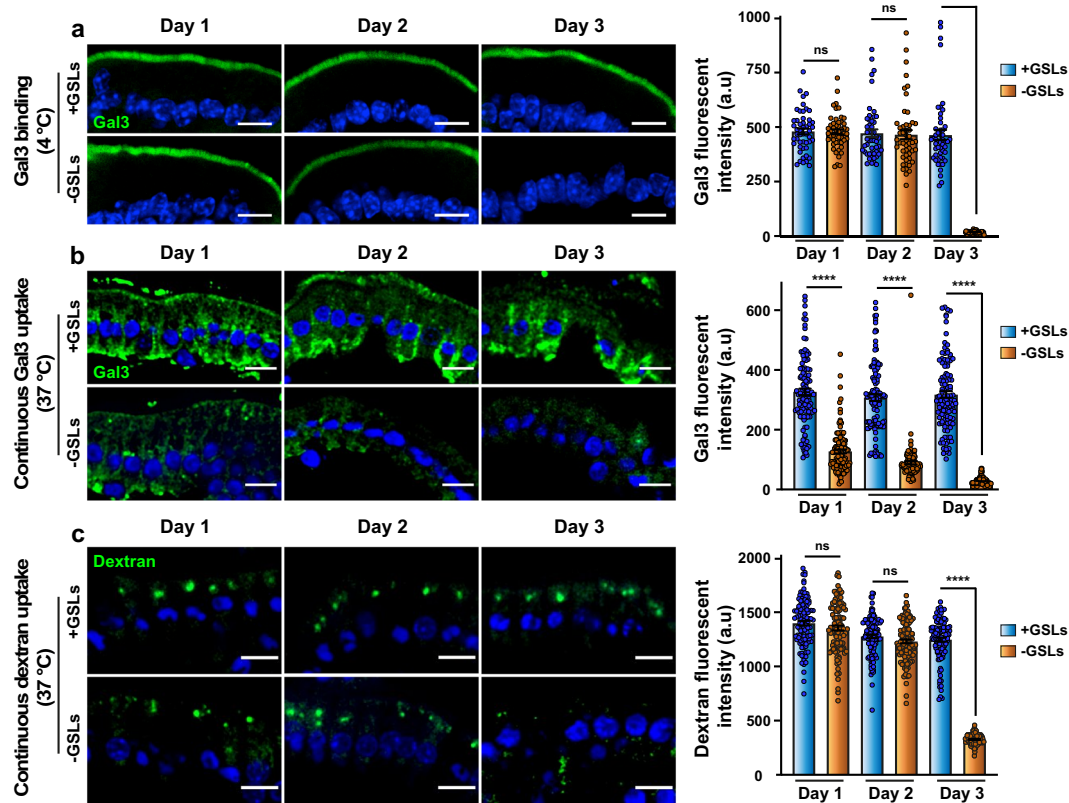 a
Day 1
Day 2
Day 3
Gal3 binding
(4 °C)
+GSLs
-GSLs
Gal3
Gal3 fluorescent
intensity (a.u)
1000
750
500
250
0
ns
ns
Day 1
Day 2
Day 3
+GSLs
-GSLs
b
Day 1
Day 2
Day 3
Continuous Gal3 uptake
(37 °C)
+GSLs
-GSLs
Gal3
Gal3 fluorescent
intensity (a.u)
600
400
200
0
****
****
****
Day 1
Day 2
Day 3
+GSLs
-GSLs
c
Day 1
Day 2
Day 3
Continuous dextran uptake
(37 °C)
+GSLs
-GSLs
Dextran
Dextran fluorescent
intensity (a.u)
2000
1500
1000
500
0
ns
ns
****
Day 1
Day 2
Day 3
+GSLs
-GSLs